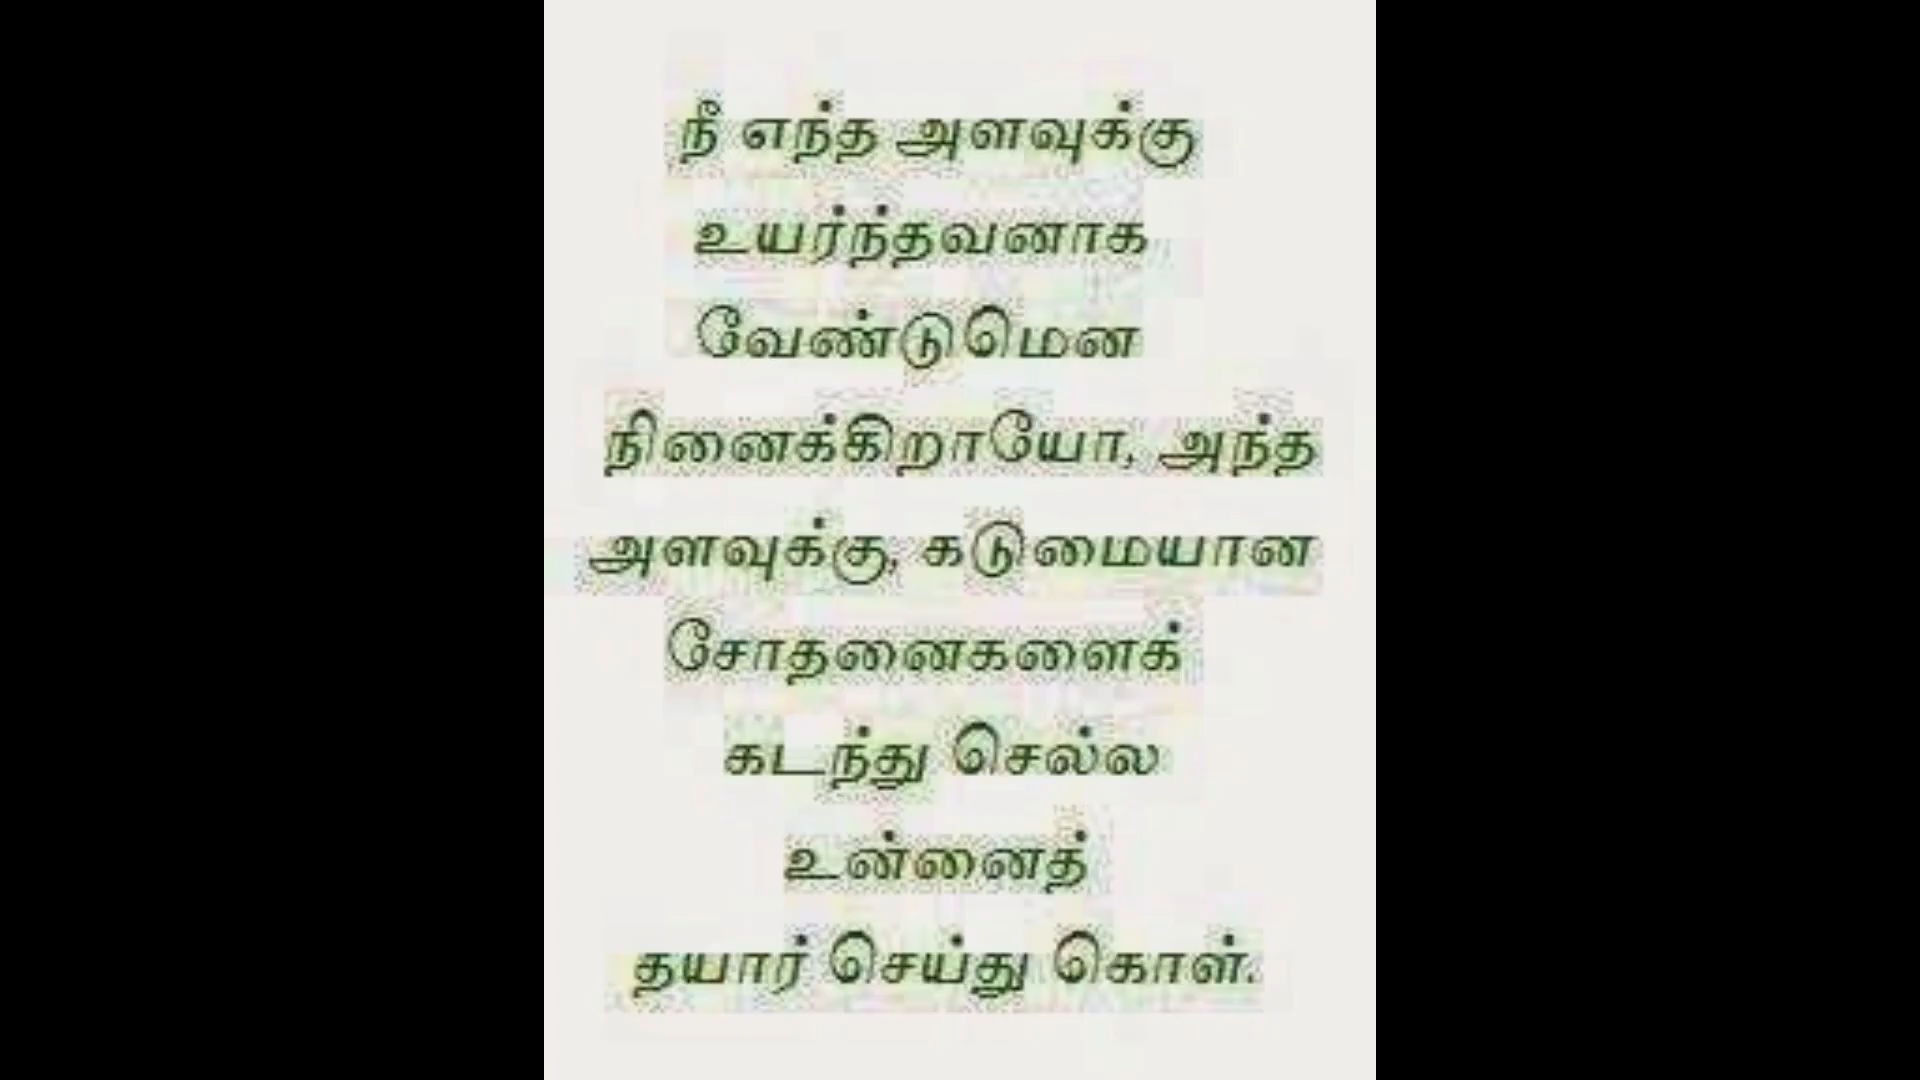 நீ எந்த அளவுக்கு
உயர்ந்தவனாக
வேண்டுமென
நினைக்கிறாயோ, அந்த
அளவுக்கு, கடுமையான
சோதனைகளைக்
கடந்து செல்ல
உன்னைத்
தயார் செய்து கொள்.